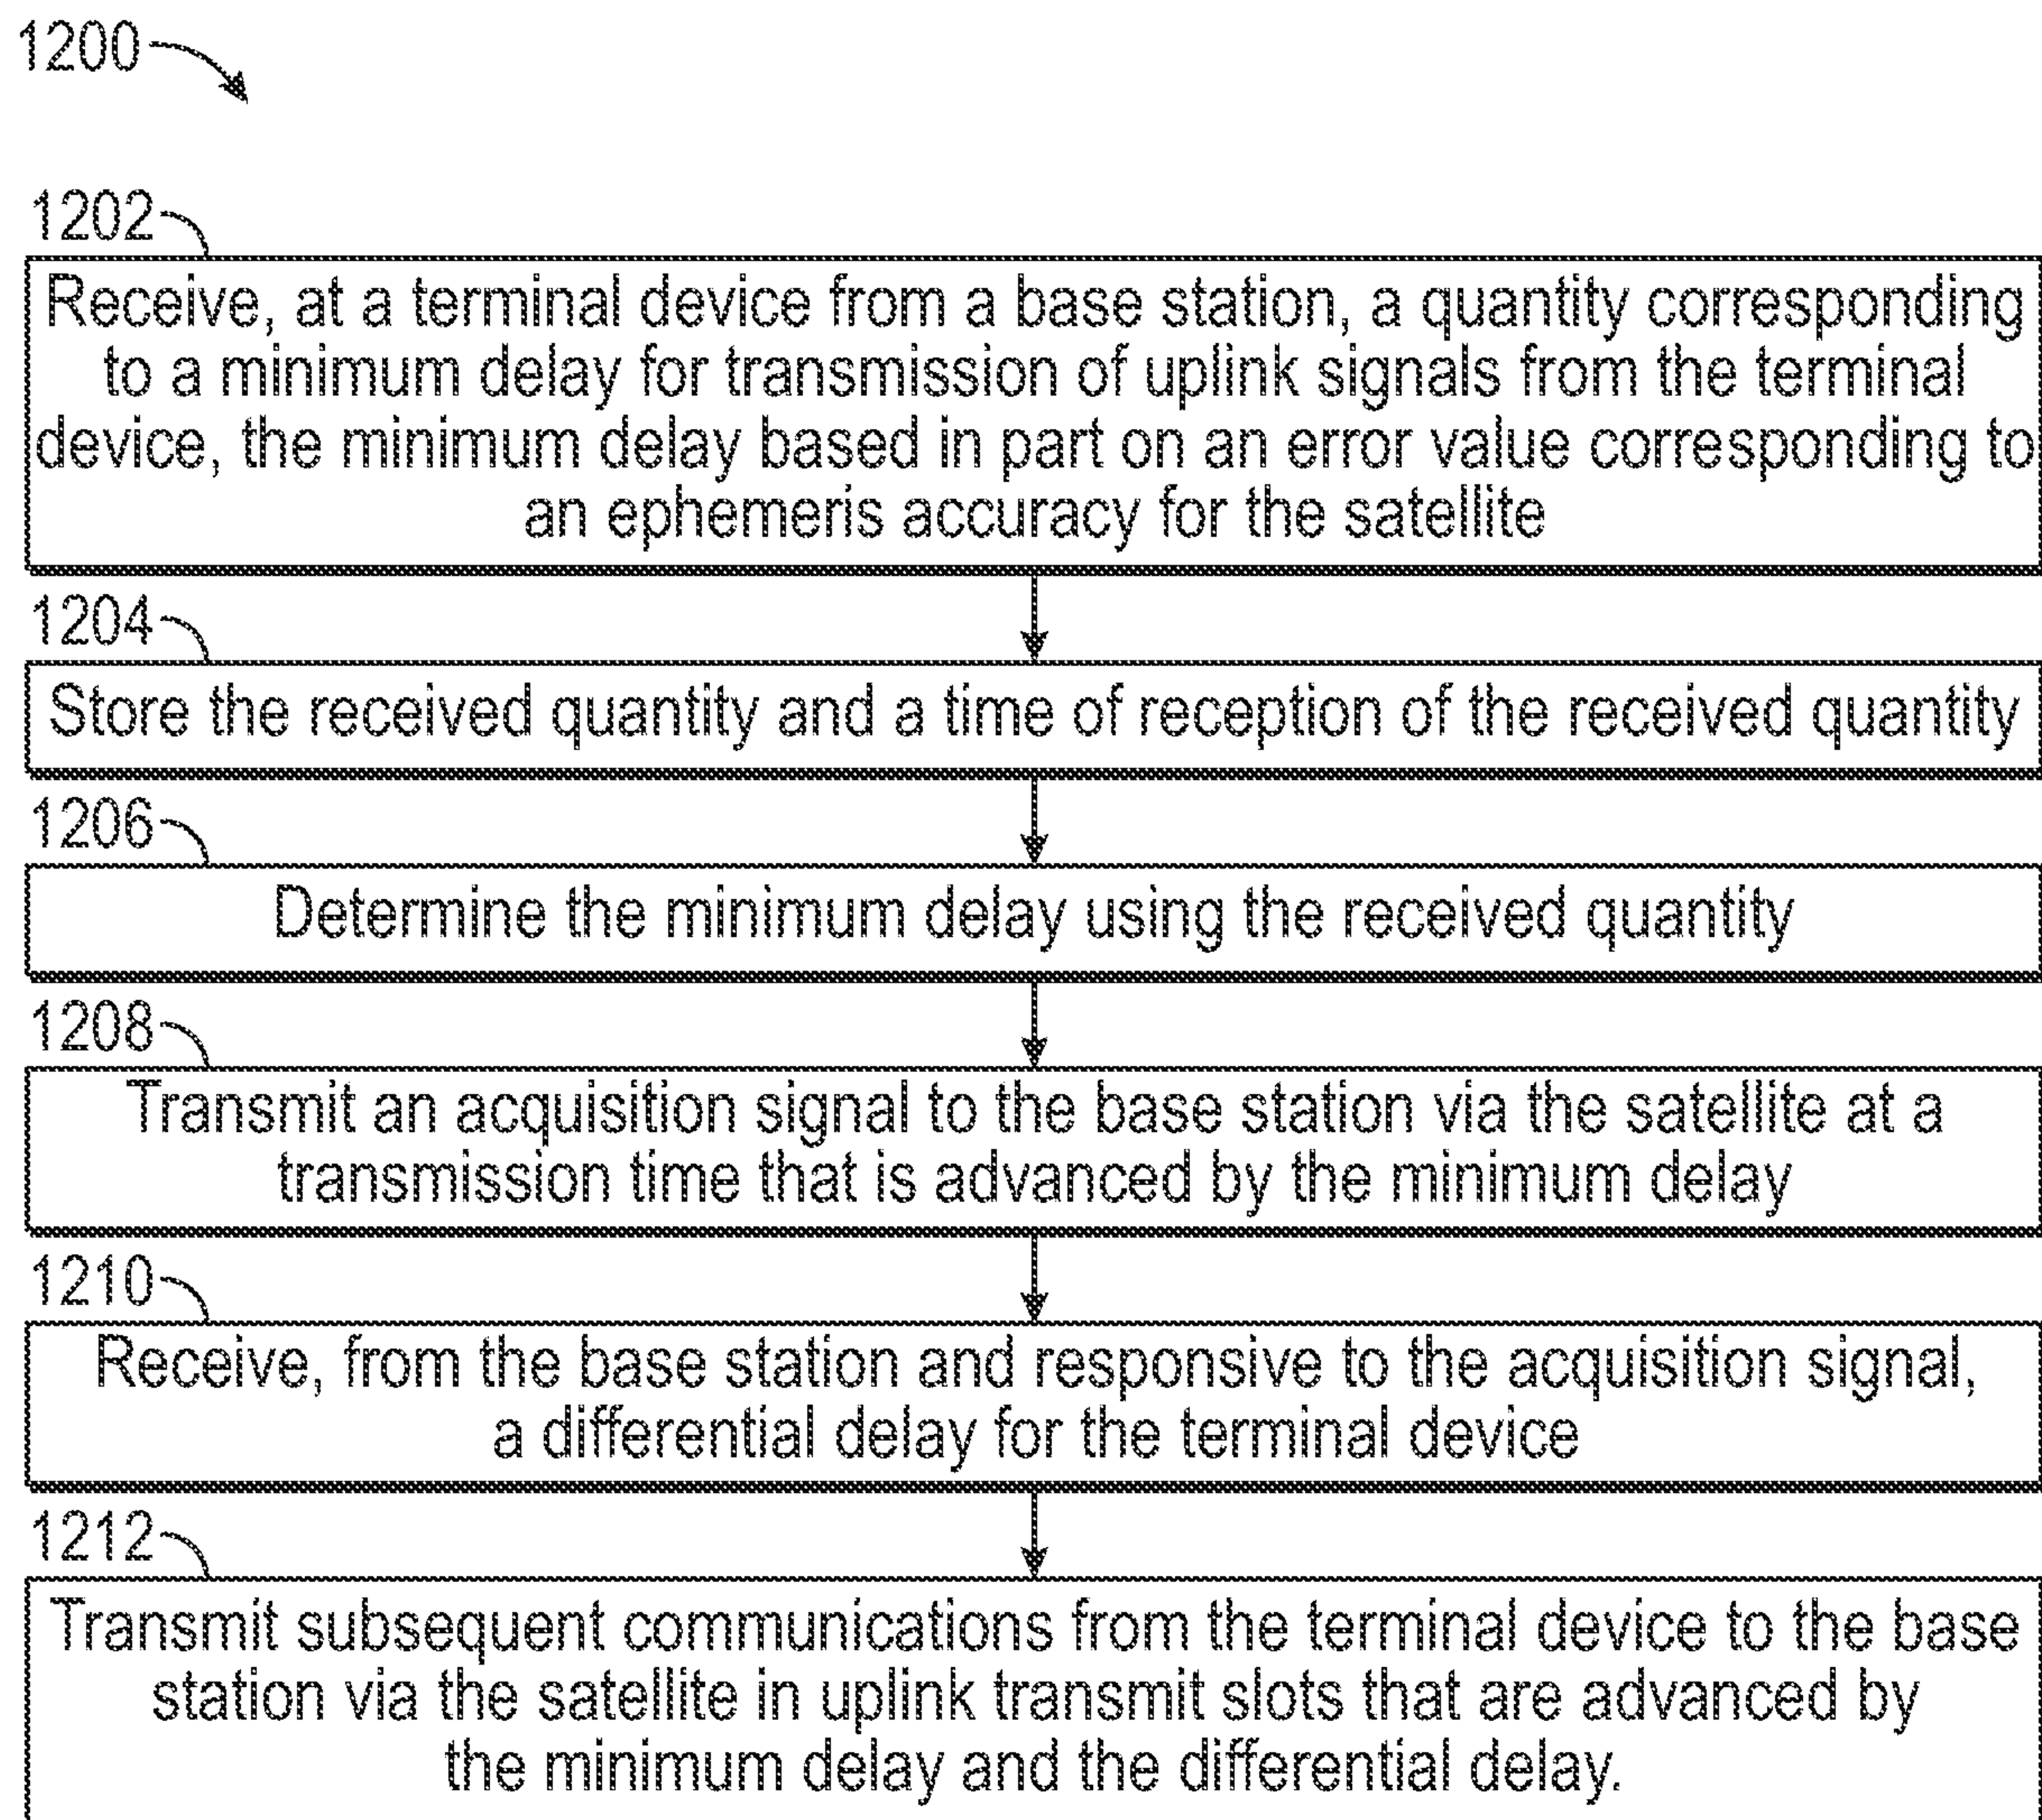 1200
1202
Receive, at a terminal device from a base station, a quantity corresponding
to a minimum delay for transmission of uplink signals from the terminal
device, the minimum delay based in part on an error value corresponding to
an ephemeris accuracy for the satellite
1204
Store the received quantity and a time of reception of the received quantity
1206
Determine the minimum delay using the received quantity
1208
Transmit an acquisition signal to the base station via the satellite at a
transmission time that is advanced by the minimum delay
1210
Receive, from the base station and responsive to the acquisition signal,
a differential delay for the terminal device
1212
Transmit subsequent communications from the terminal device to the base
station via the satellite in uplink transmit slots that are advanced by
the minimum delay and the differential delay.